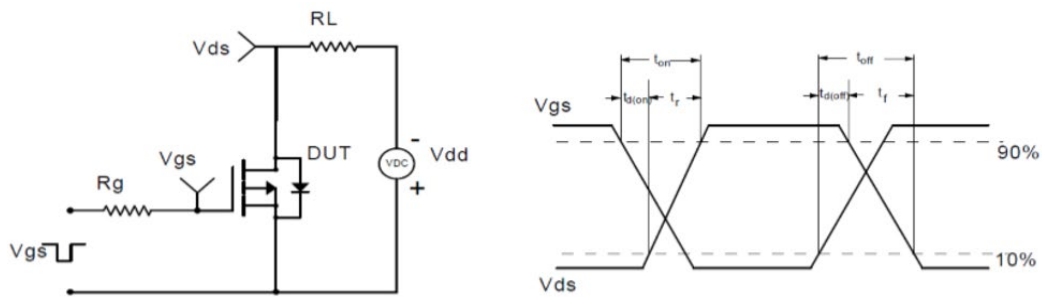 RL
Vds
Vgs
DUT
Rg
VDC
-
Vdd
+
Vgs
ton
toff
td(on)
tr
td(off)
tf
Vgs
90%
10%
Vds